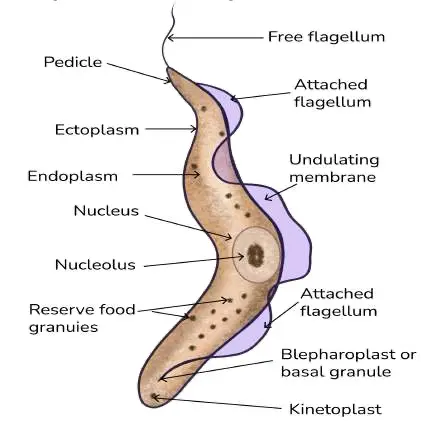 Free flagellum
Pedicle
Attached
flagellum
Ectoplasm
Undulating
membrane
Endoplasm
Nucleus
Nucleolus
Attached
flagellum
Reserve food
granuies
Blepharoplast or
basal granule
Kinetoplast